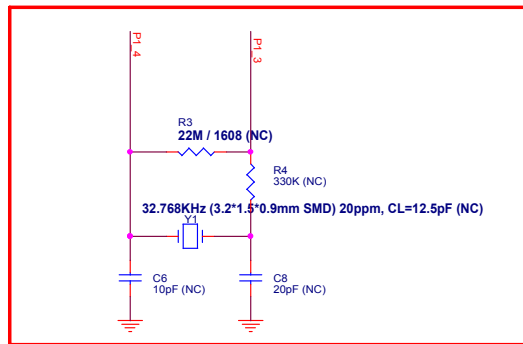 P1_4
P1_3
R3
22M / 1608 (NC)
R4
330K (NC)
32.768KHz (3.2*1.5*0.9mm SMD) 20ppm, CL=12.5pF (NC)
Y1
C6
10pF (NC)
C8
20pF (NC)